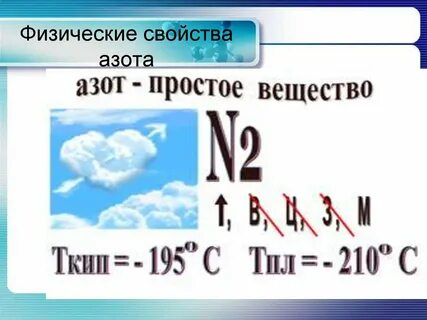 Физические свойства
азота
азот - простое вещество
N2
↑, В, Ц, З, М
Ткип = - 195° С Тпл = - 210° С